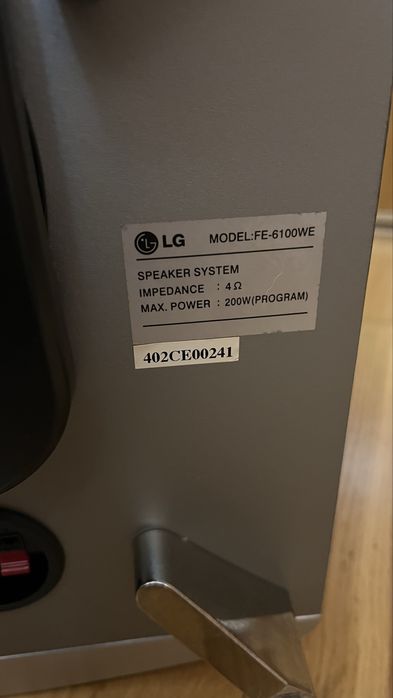 LG MODEL:FE-6100WE
SPEAKER SYSTEM
IMPEDANCE : 4Ω
MAX. POWER : 200W(PROGRAM)
402CE00241